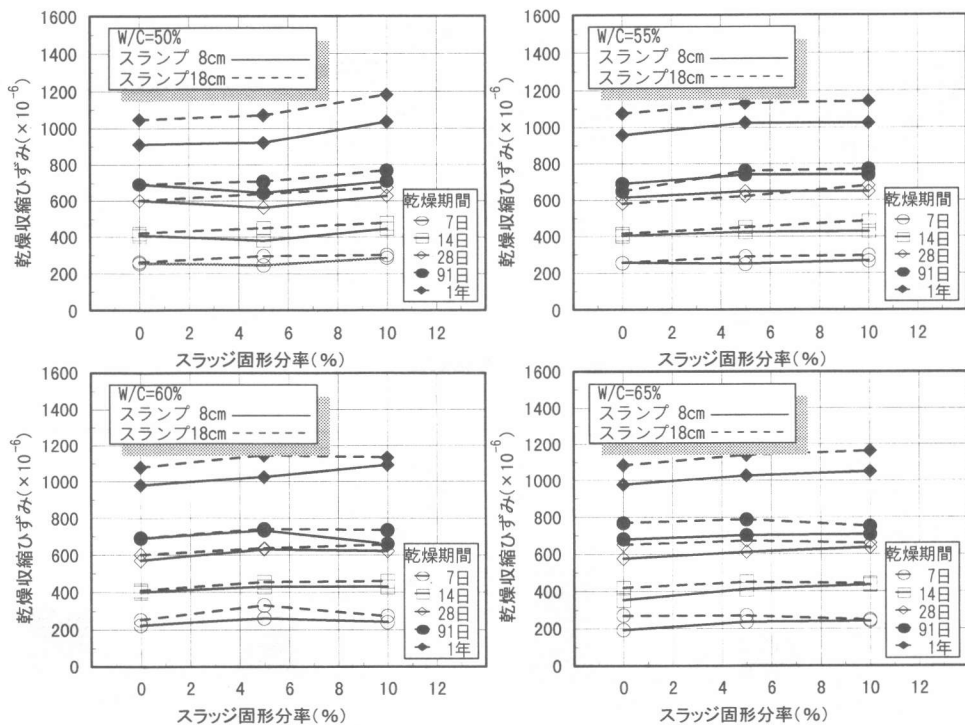 W/C=50%
スランプ 8cm
スランプ18cm
乾燥収縮ひずみ(×10⁻⁶)
1600
1400
1200
1000
800
600
400
200
0
乾燥期間
7日
14日
28日
91日
1年
0 2 4 6 8 10 12
スラッジ固形分率(%)
W/C=55%
スランプ 8cm
スランプ18cm
乾燥収縮ひずみ(×10⁻⁶)
1600
1400
1200
1000
800
600
400
200
0
乾燥期間
7日
14日
28日
91日
1年
0 2 4 6 8 10 12
スラッジ固形分率(%)
W/C=60%
スランプ 8cm
スランプ18cm
乾燥収縮ひずみ(×10⁻⁶)
1600
1400
1200
1000
800
600
400
200
0
乾燥期間
7日
14日
28日
91日
1年
0 2 4 6 8 10 12
スラッジ固形分率(%)
W/C=65%
スランプ 8cm
スランプ18cm
乾燥収縮ひずみ(×10⁻⁶)
1600
1400
1200
1000
800
600
400
200
0
乾燥期間
7日
14日
28日
91日
1年
0 2 4 6 8 10 12
スラッジ固形分率(%)